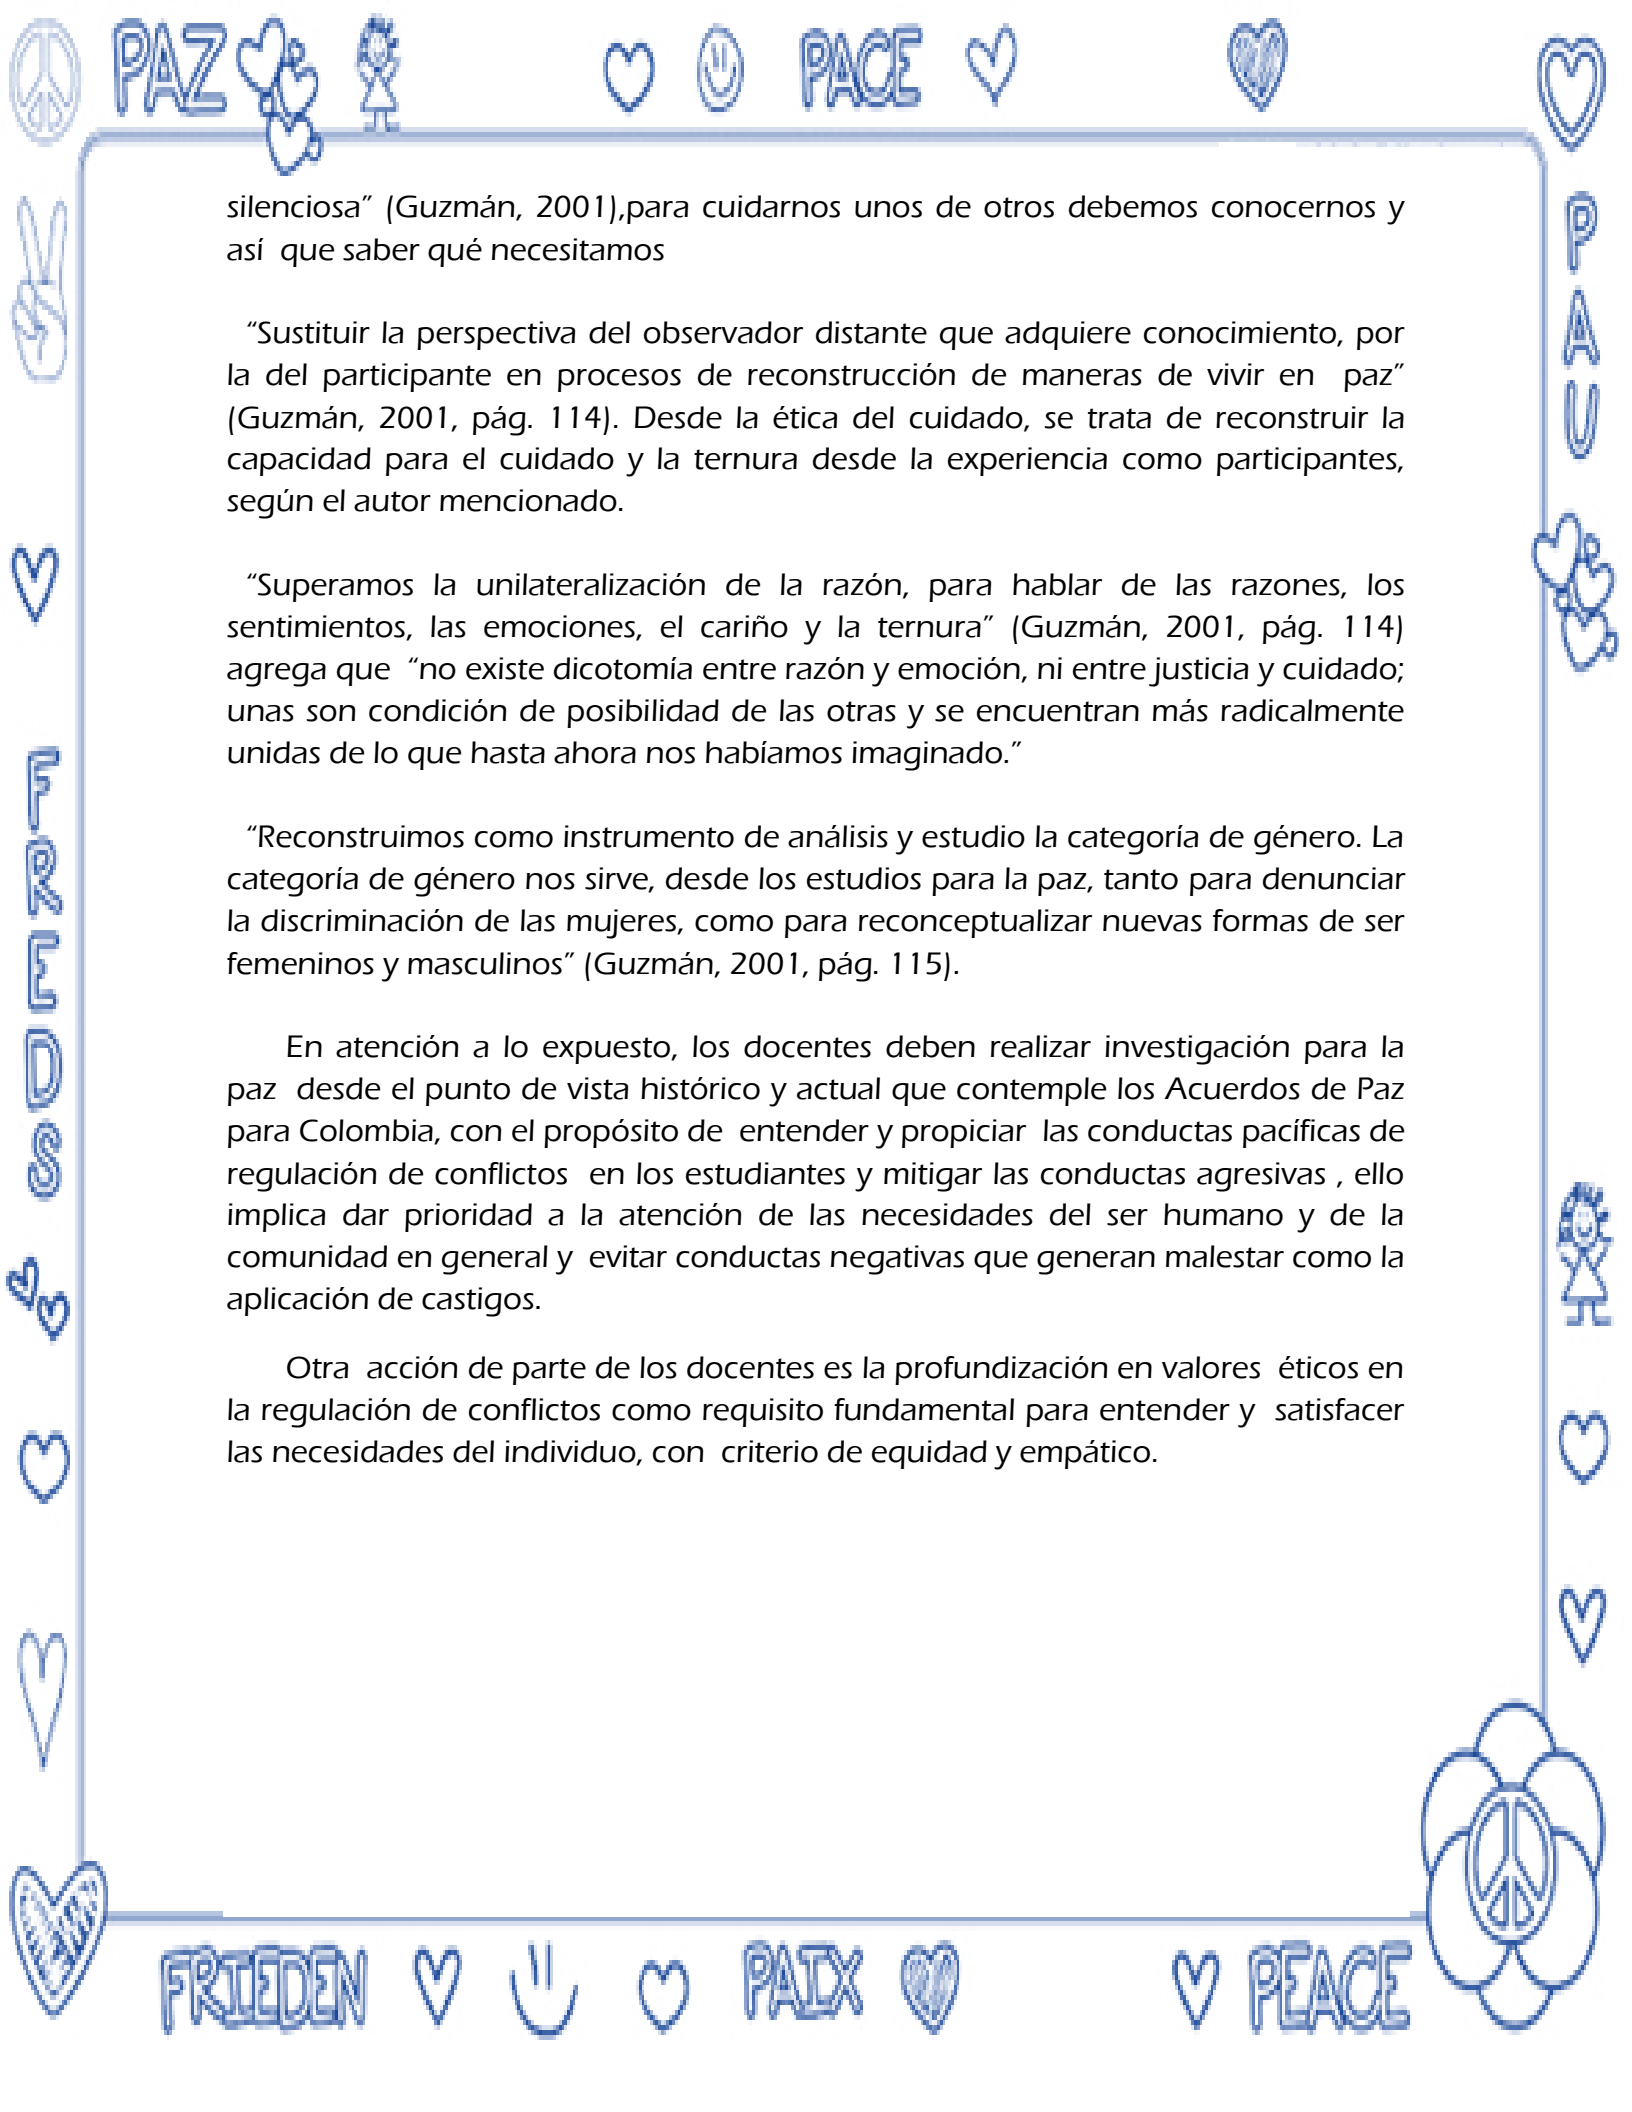 PAZ PACE
silenciosa” (Guzmán, 2001),para cuidarnos unos de otros debemos conocernos y
así  que saber qué necesitamos
“Sustituir la perspectiva del observador distante que adquiere conocimiento, por
la del participante en procesos de reconstrucción de maneras de vivir en  paz”
(Guzmán, 2001, pág. 114). Desde la ética del cuidado, se trata de reconstruir la
capacidad para el cuidado y la ternura desde la experiencia como participantes,
según el autor mencionado.
“Superamos la unilateralización de la razón, para hablar de las razones, los
sentimientos, las emociones, el cariño y la ternura” (Guzmán, 2001, pág. 114)
agrega que  “no existe dicotomía entre razón y emoción, ni entre justicia y cuidado;
unas son condición de posibilidad de las otras y se encuentran más radicalmente
unidas de lo que hasta ahora nos habíamos imaginado.”
“Reconstruimos como instrumento de análisis y estudio la categoría de género. La
categoría de género nos sirve, desde los estudios para la paz, tanto para denunciar
la discriminación de las mujeres, como para reconceptualizar nuevas formas de ser
femeninos y masculinos” (Guzmán, 2001, pág. 115).
En atención a lo expuesto, los docentes deben realizar investigación para la
paz  desde el punto de vista histórico y actual que contemple los Acuerdos de Paz
para Colombia, con el propósito de  entender y propiciar  las conductas pacíficas de
regulación de conflictos  en los estudiantes y mitigar las conductas agresivas , ello
implica dar prioridad a la atención de las necesidades del ser humano y de la
comunidad en general y  evitar conductas negativas que generan malestar como la
aplicación de castigos.
Otra  acción de parte de los docentes es la profundización en valores  éticos en
la regulación de conflictos como requisito fundamental para entender y  satisfacer
las necesidades del individuo, con  criterio de equidad y empático.
PAU
FREDS
FRIEDEN PAIX PEACE